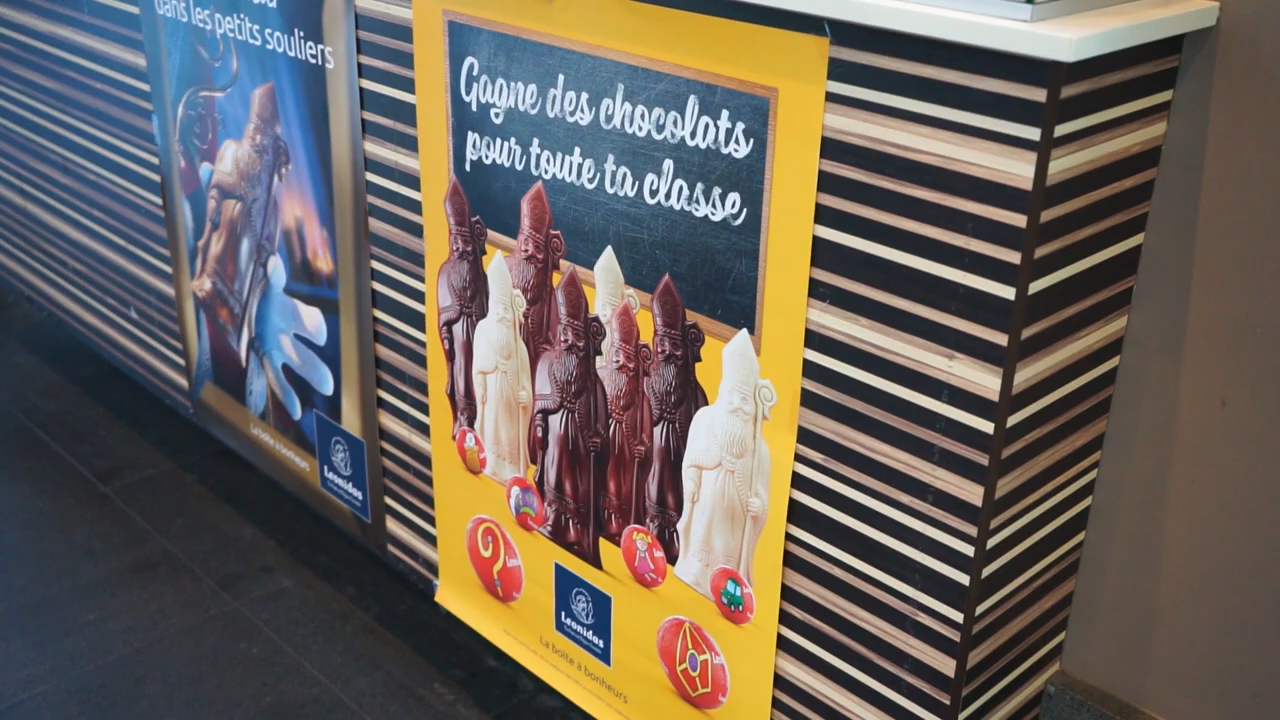 dans les petits souliers
La boîte à bonheurs
Leonidas
Gagne des chocolats
pour toute ta classe
Leonidas
La boîte à bonheurs